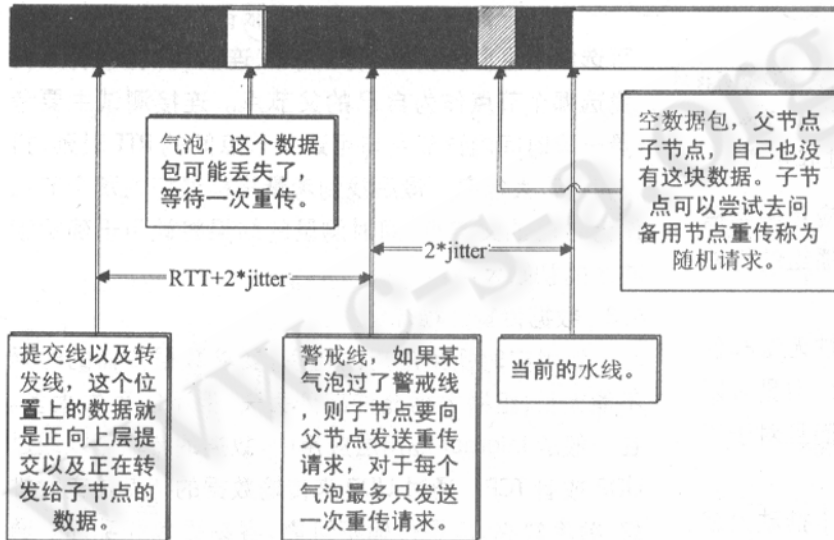 气泡，这个数据
包可能丢失了，
等待一次重传。
空数据包，父节点
子节点，自己也没
有这块数据。子节
点可以尝试去问
备用节点重传称为
随机请求。
2*jitter
RTT+2*jitter
提交线以及转
发线，这个位
置上的数据就
是正向上层提
交以及正在转
发给子节点的
数据。
警戒线，如果某
气泡过了警戒线
，则子节点要向
父节点发送重传
请求，对于每个
气泡最多只发送
一次重传请求。
当前的水线。
www.c-s-a.org